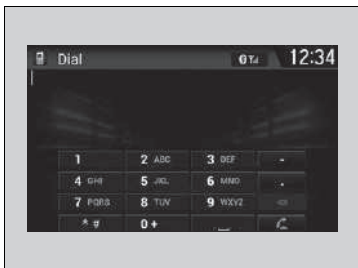 Dial 12:34
1 2 ABC 3 DEF -
4 GHI 5 JKL 6 MNO .
7 PQRS 8 TUV 9 WXYZ
* # 0 +